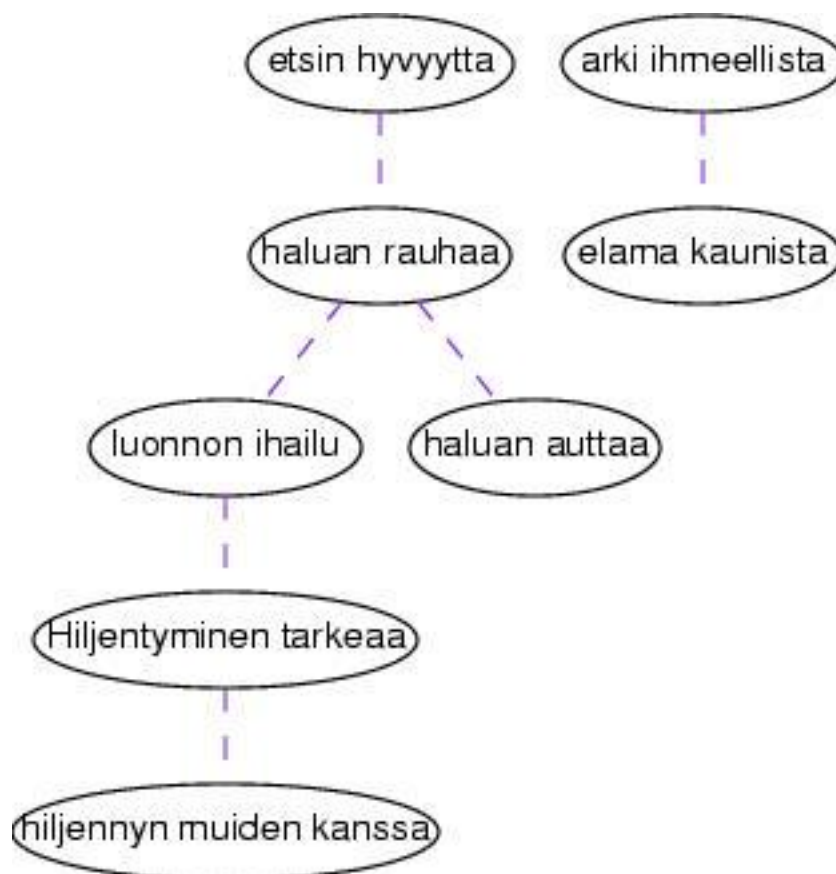 etsin hyvyytta
arki ihmeellista
haluan rauhaa
elama kaunista
luonnon ihailu
haluan auttaa
Hiljentyminen tarkeaa
hiljennyn muiden kanssa